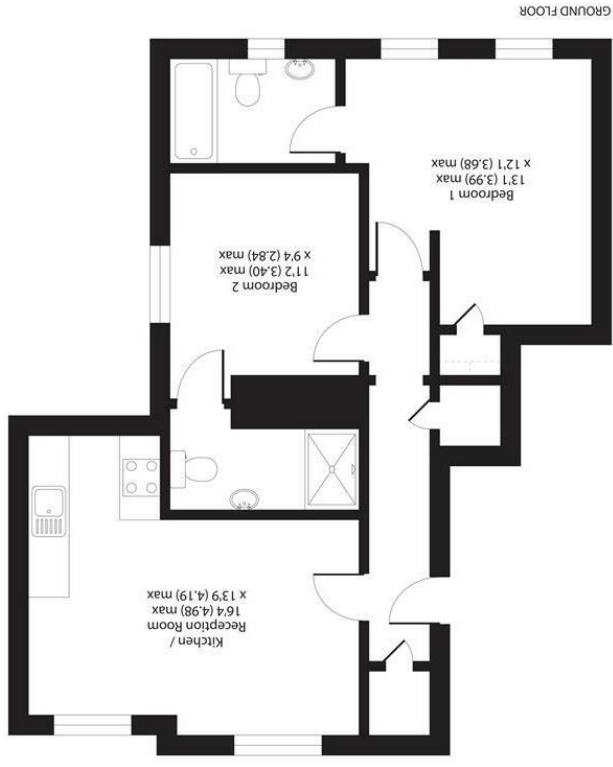 Kitchen /
Reception Room
16'4 (4.98) max
x 13'9 (4.19) max
Bedroom 2
11'2 (3.40) max
x 9'4 (2.84) max
Bedroom 1
13'1 (3.99) max
x 12'1 (3.68) max
GROUND FLOOR